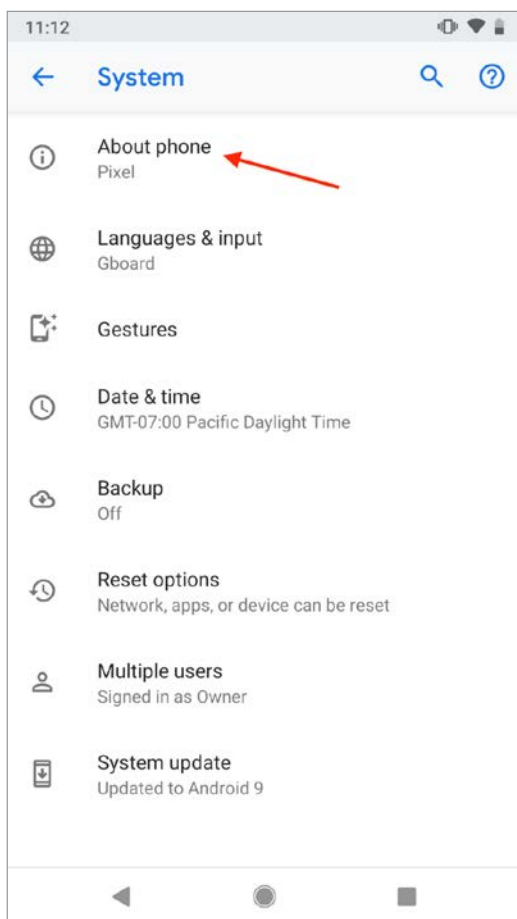 11:12
System
About phone
Pixel
Languages & input
Gboard
Gestures
Date & time
GMT-07:00 Pacific Daylight Time
Backup
Off
Reset options
Network, apps, or device can be reset
Multiple users
Signed in as Owner
System update
Updated to Android 9